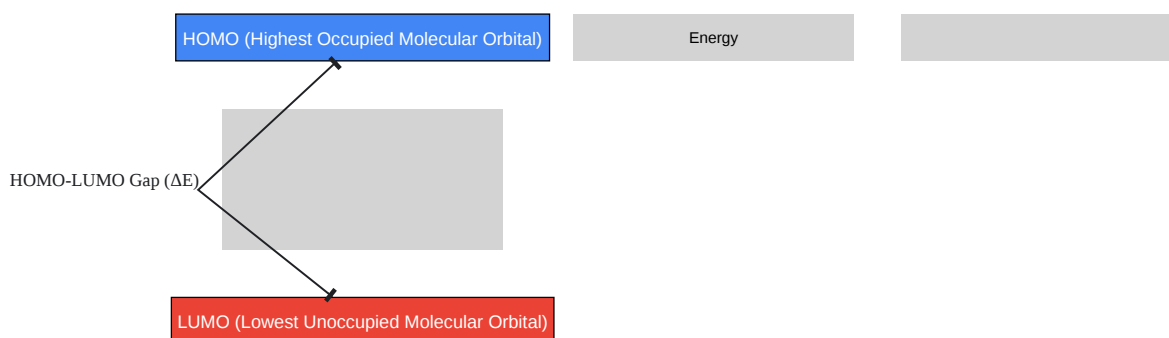 HOMO (Highest Occupied Molecular Orbital)
Energy
HOMO-LUMO Gap (ΔE)
LUMO (Lowest Unoccupied Molecular Orbital)